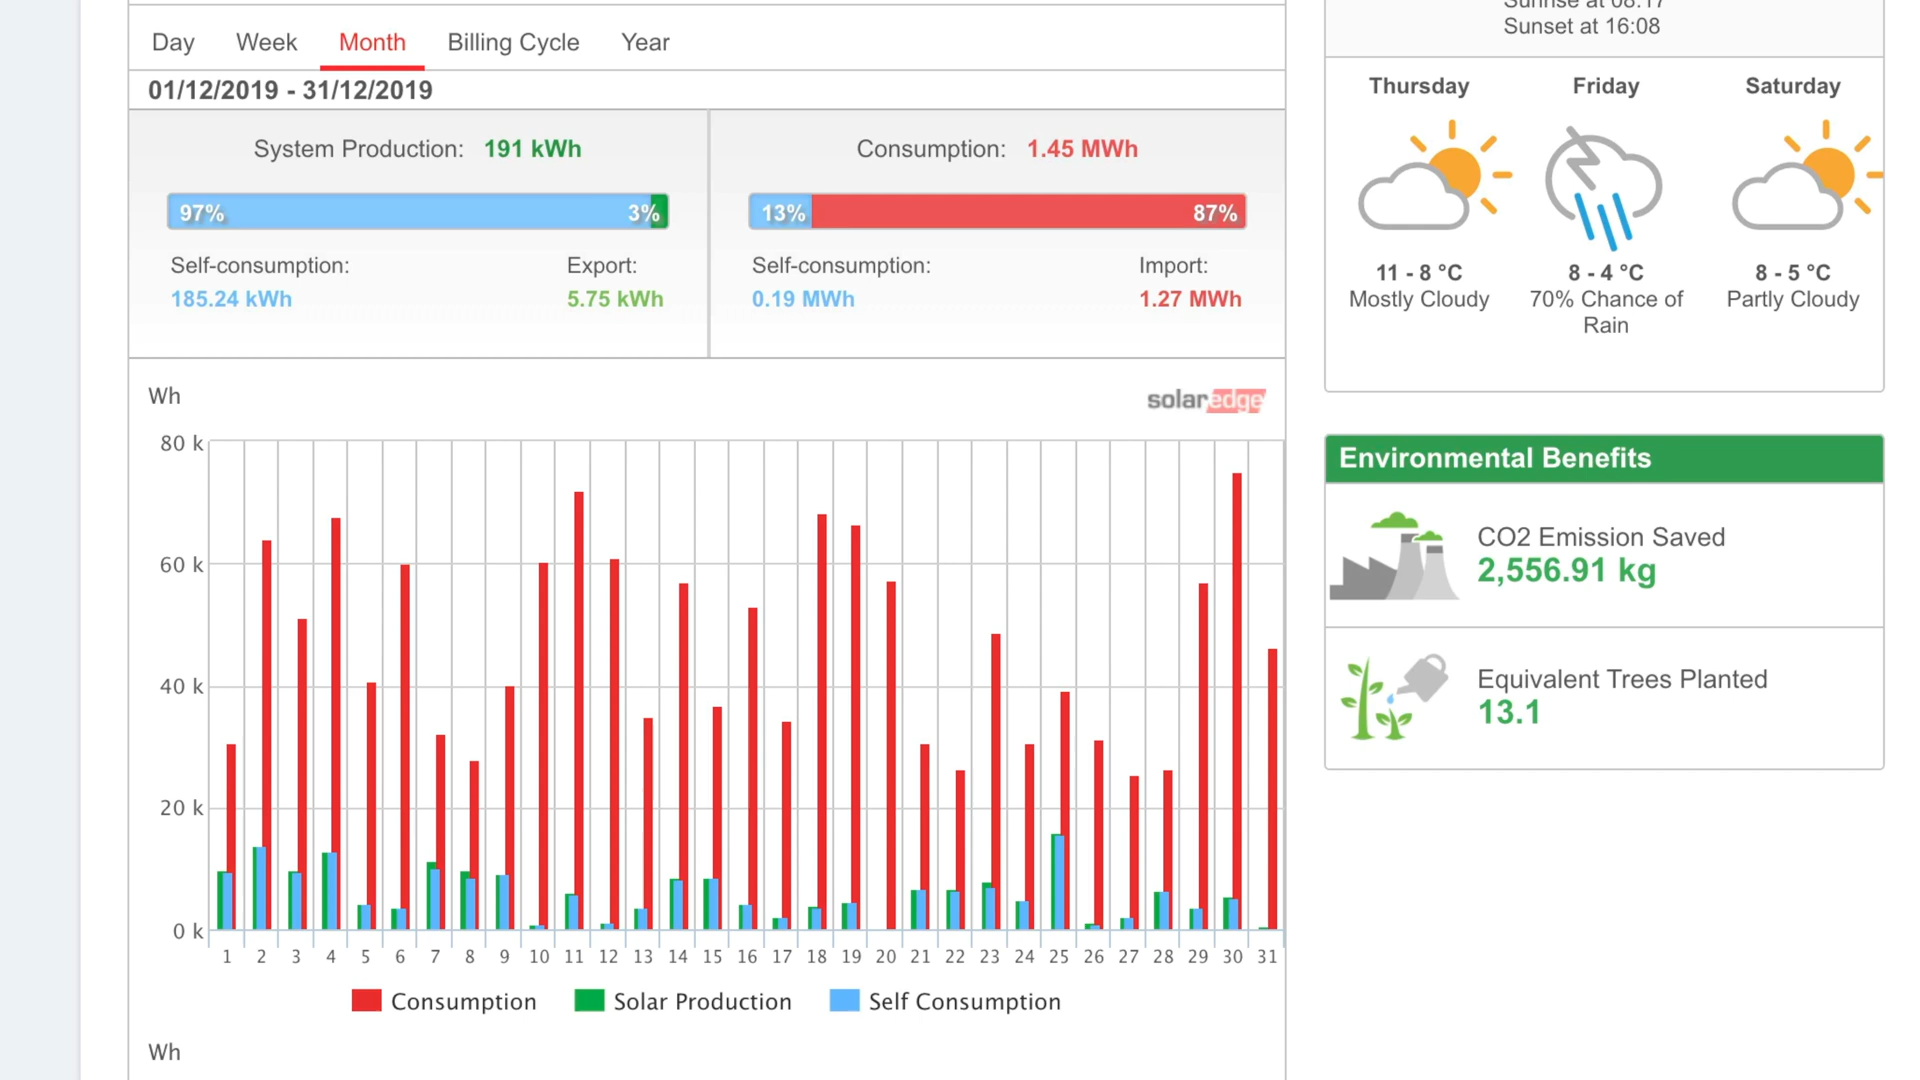 Day Week Month Billing Cycle Year
01/12/2019 - 31/12/2019
System Production: 191 kWh
97% 3%
Self-consumption: Export:
185.24 kWh 5.75 kWh
Consumption: 1.45 MWh
13% 87%
Self-consumption: Import:
0.19 MWh 1.27 MWh
Wh
solaredge
80 k
60 k
40 k
20 k
0 k
1 2 3 4 5 6 7 8 9 10 11 12 13 14 15 16 17 18 19 20 21 22 23 24 25 26 27 28 29 30 31
Consumption Solar Production Self Consumption
Wh
Sunrise at 08:17
Sunset at 16:08
Thursday Friday Saturday
11 - 8 °C 8 - 4 °C 8 - 5 °C
Mostly Cloudy 70% Chance of Partly Cloudy
Rain
Environmental Benefits
CO2 Emission Saved
2,556.91 kg
Equivalent Trees Planted
13.1